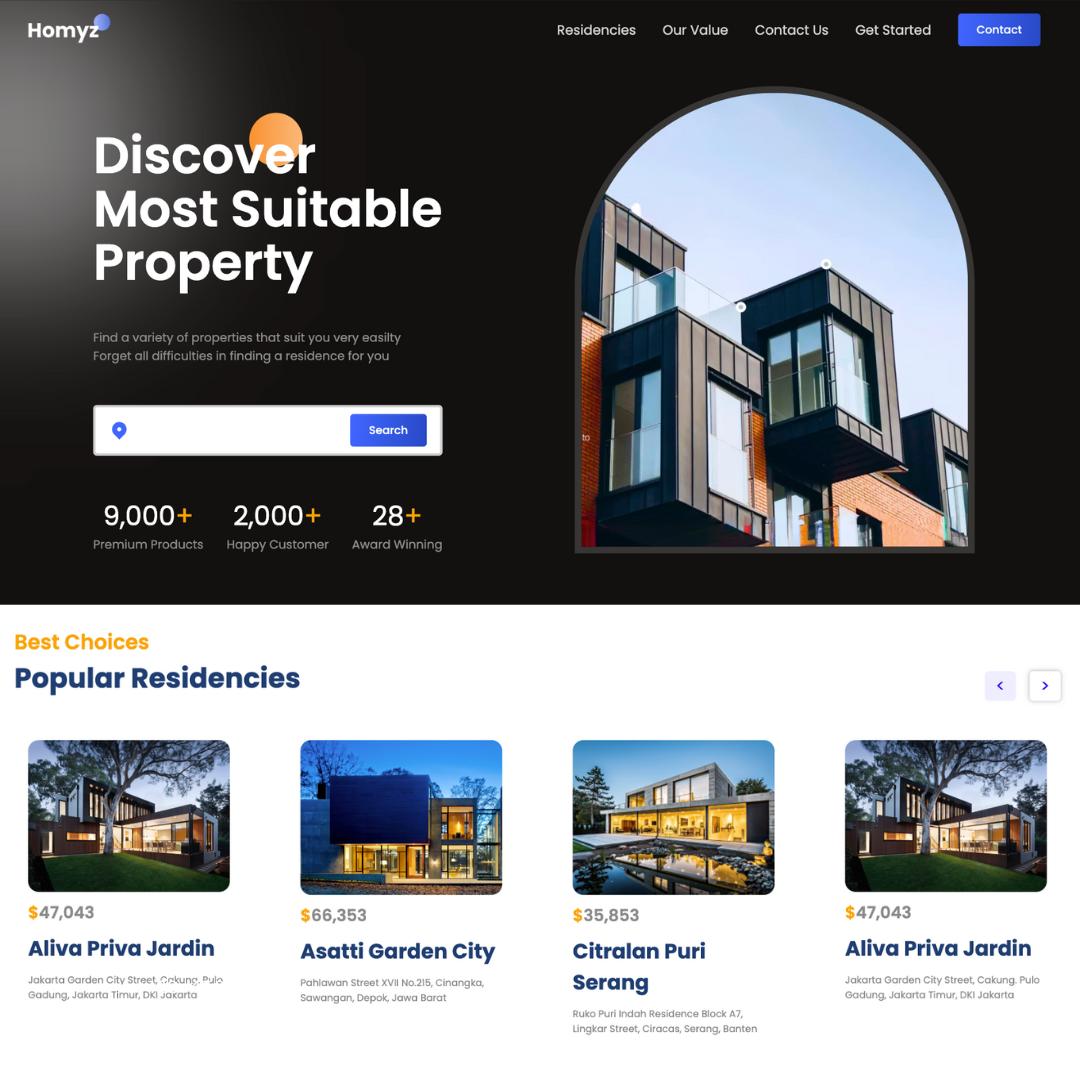 Homyz
Residencies
Our Value
Contact Us
Get Started
Contact
Discover
Most Suitable
Property
Find a variety of properties that suit you very easilty
Forget all difficulties in finding a residence for you
Search
9,000+
2,000+
28+
Premium Products
Happy Customer
Award Winning
to
Best Choices
Popular Residencies
<
>
$47,043
Aliva Priva Jardin
Jakarta Garden City Street, Cakung. Pulo
Gadung, Jakarta Timur, DKI Jakarta
$66,353
Asatti Garden City
Pahlawan Street XVII No.215, Cinangka,
Sawangan, Depok, Jawa Barat
$35,853
Citralan Puri
Serang
Ruko Puri Indah Residence Block A7,
Lingkar Street, Ciracas, Serang, Banten
$47,043
Aliva Priva Jardin
Jakarta Garden City Street, Cakung. Pulo
Gadung, Jakarta Timur, DKI Jakarta